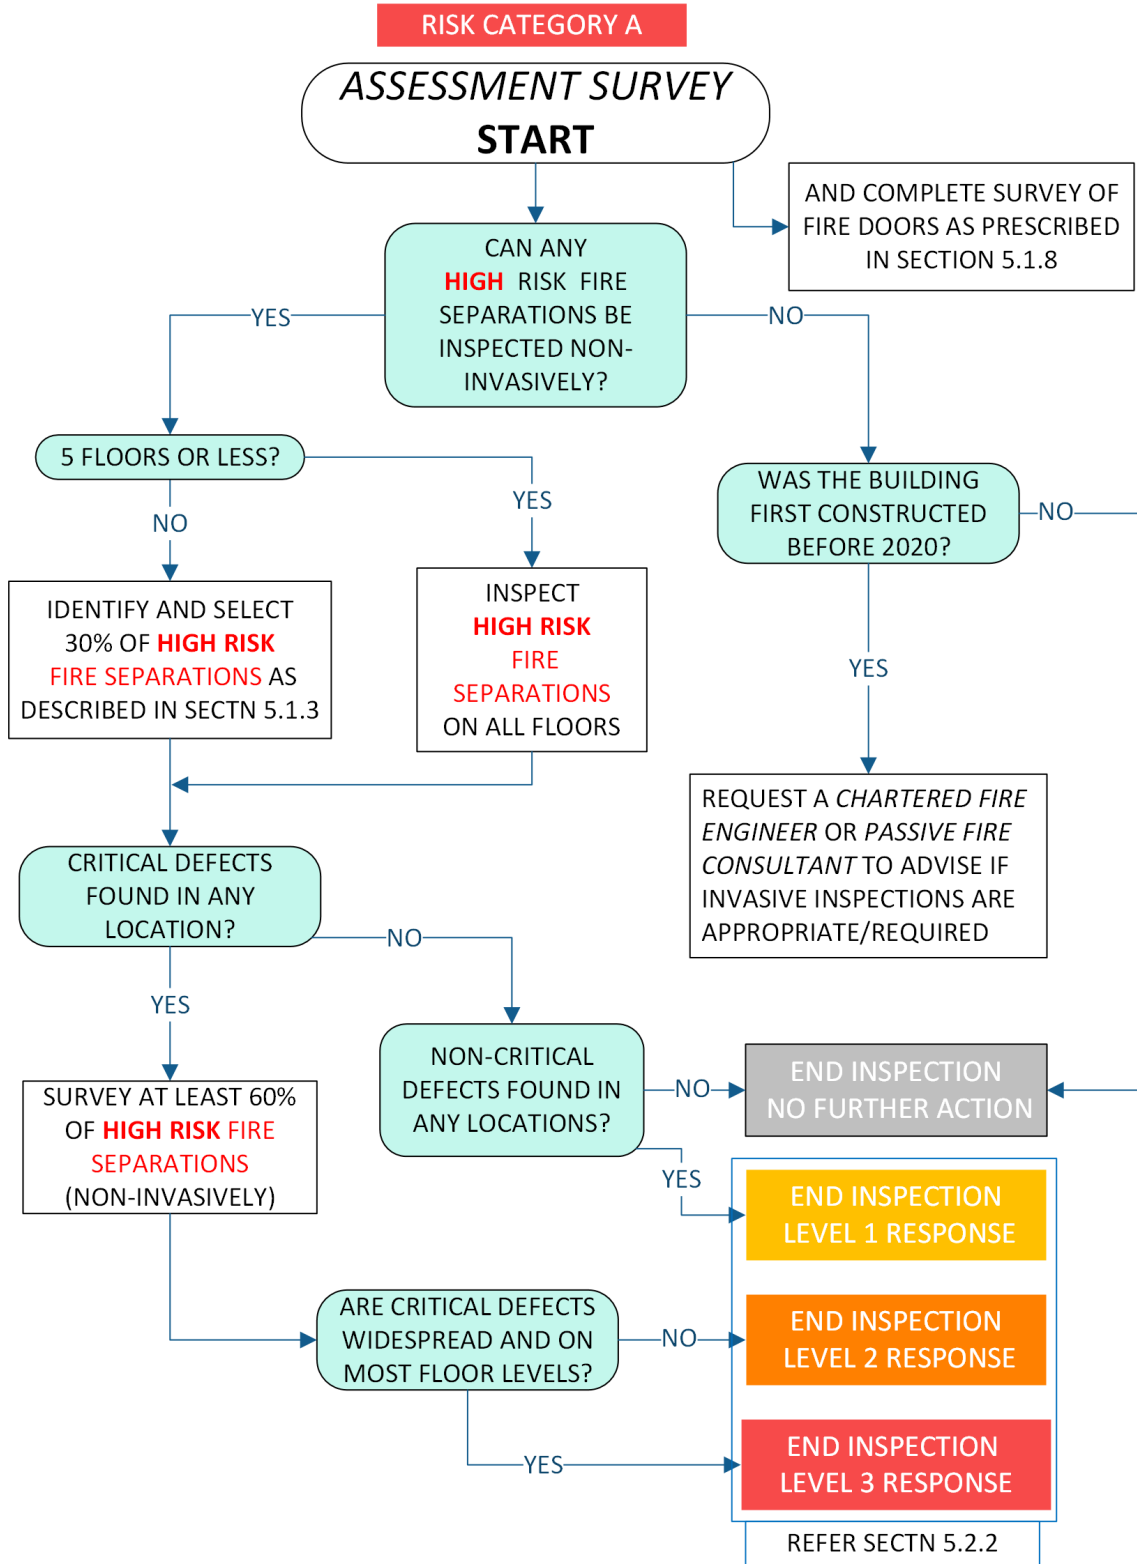 RISK CATEGORY A
ASSESSMENT SURVEY
START
AND COMPLETE SURVEY OF
FIRE DOORS AS PRESCRIBED
IN SECTION 5.1.8
CAN ANY
HIGH RISK FIRE
SEPARATIONS BE
INSPECTED NON-
INVASIVELY?
YES
NO
5 FLOORS OR LESS?
WAS THE BUILDING
FIRST CONSTRUCTED
BEFORE 2020?
NO
YES
NO
IDENTIFY AND SELECT
30% OF HIGH RISK
FIRE SEPARATIONS AS
DESCRIBED IN SECTN 5.1.3
INSPECT
HIGH RISK
FIRE
SEPARATIONS
ON ALL FLOORS
YES
REQUEST A CHARTERED FIRE
ENGINEER OR PASSIVE FIRE
CONSULTANT TO ADVISE IF
INVASIVE INSPECTIONS ARE
APPROPRIATE/REQUIRED
CRITICAL DEFECTS
FOUND IN ANY
LOCATION?
NO
YES
NON-CRITICAL
DEFECTS FOUND IN
ANY LOCATIONS?
NO
END INSPECTION
NO FURTHER ACTION
SURVEY AT LEAST 60%
OF HIGH RISK FIRE
SEPARATIONS
(NON-INVASIVELY)
YES
END INSPECTION
LEVEL 1 RESPONSE
ARE CRITICAL DEFECTS
WIDESPREAD AND ON
MOST FLOOR LEVELS?
NO
END INSPECTION
LEVEL 2 RESPONSE
YES
END INSPECTION
LEVEL 3 RESPONSE
REFER SECTN 5.2.2